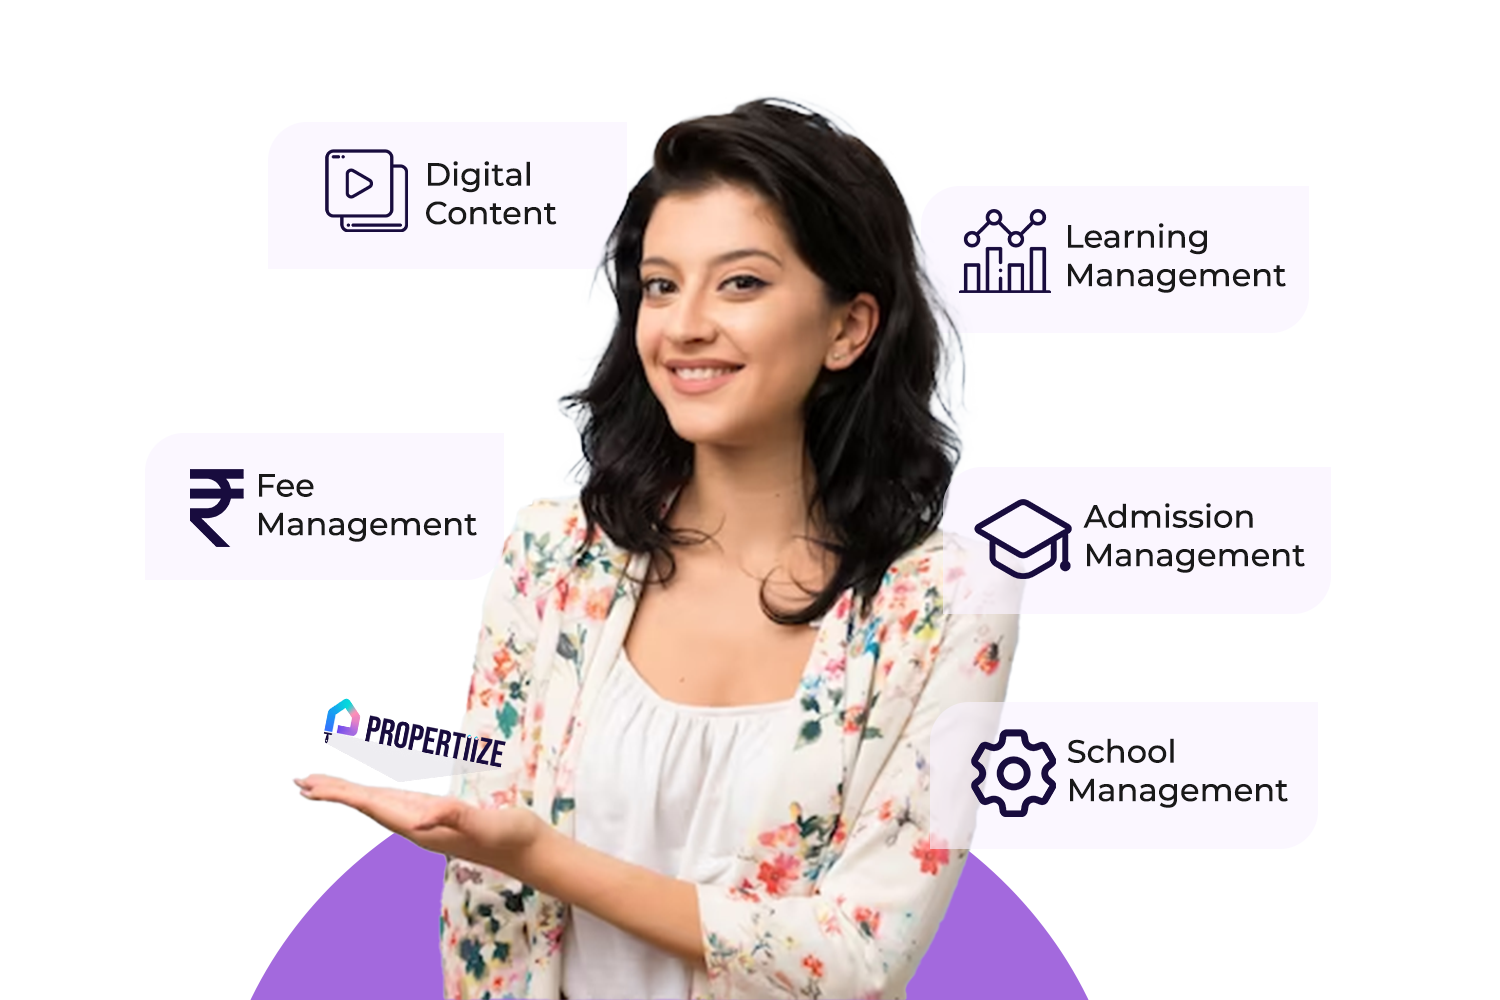 Digital
Content
Learning
Management
Fee
Management
Admission
Management
PROPERTIIZE
School
Management